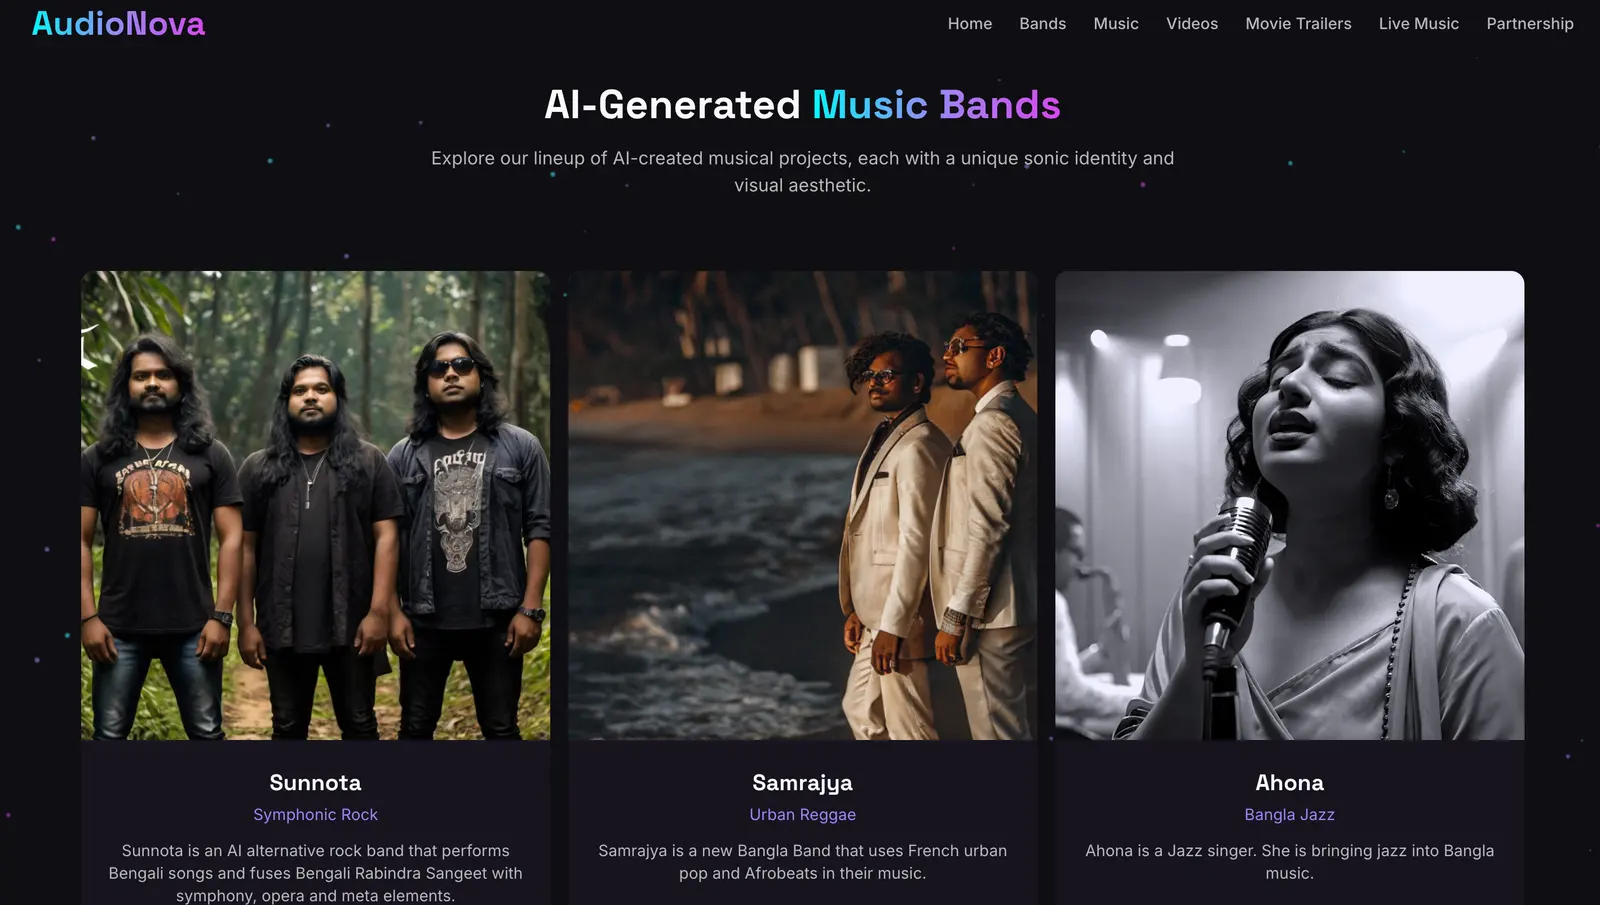 AudioNova
Home Bands Music Videos Movie Trailers Live Music Partnership
AI-Generated Music Bands
Explore our lineup of AI-created musical projects, each with a unique sonic identity and
visual aesthetic.
Sunnota
Symphonic Rock
Sunnota is an AI alternative rock band that performs
Bengali songs and fuses Bengali Rabindra Sangeet with
symphony, opera and meta elements.
Samrajya
Urban Reggae
Samrajya is a new Bangla Band that uses French urban
pop and Afrobeats in their music.
Ahona
Bangla Jazz
Ahona is a Jazz singer. She is bringing jazz into Bangla
music.